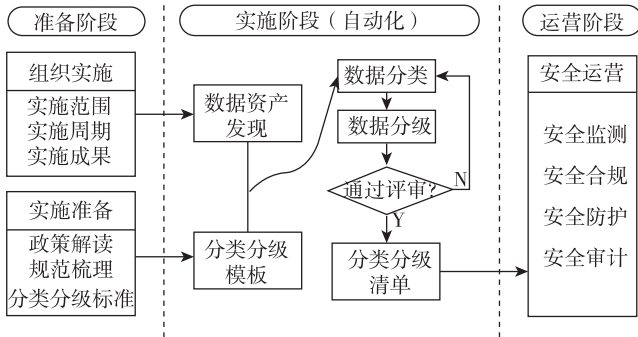 准备阶段
实施阶段（自动化）
运营阶段
组织实施
实施范围
实施周期
实施成果
实施准备
政策解读
规范梳理
分类分级标准
数据资产
发现
分类分级
模板
数据分类
数据分级
通过评审?
N
Y
分类分级
清单
安全运营
安全监测
安全合规
安全防护
安全审计